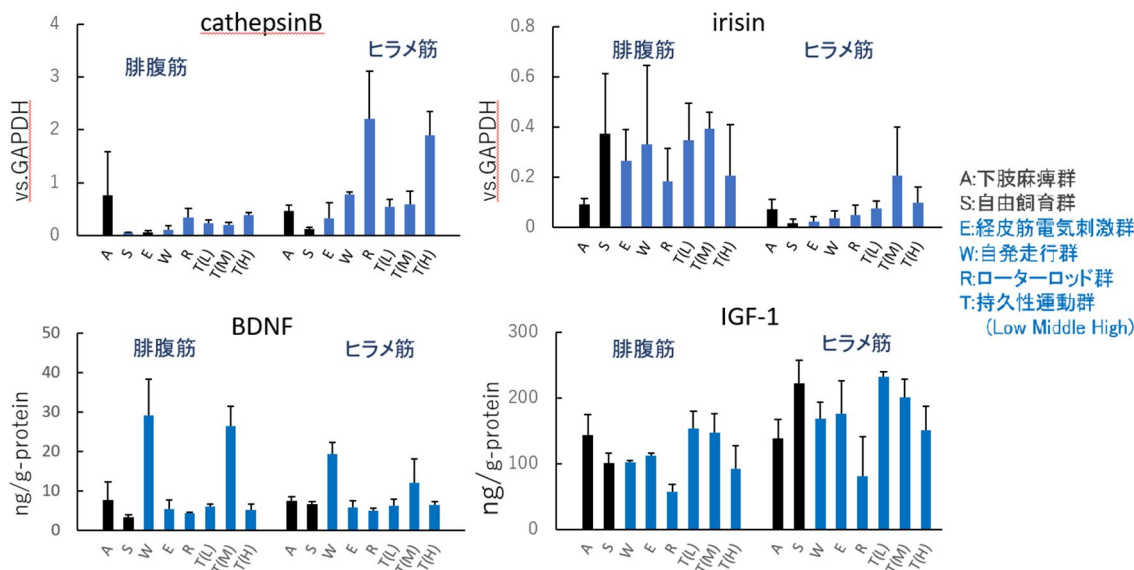 cathepsinB
腓腹筋
ヒラメ筋
vs.GAPDH
4
3
2
1
0
A S E W R T(L) T(M) T(H) A S E W R T(L) T(M) T(H)
irisin
腓腹筋
ヒラメ筋
vs.GAPDH
0.8
0.6
0.4
0.2
0
A S E W R T(L) T(M) T(H) A S E W R T(L) T(M) T(H)
A:下肢麻痺群
S:自由飼育群
E:経皮筋電気刺激群
W:自発走行群
R:ローターロッド群
T:持久性運動群
(Low Middle High)
BDNF
腓腹筋
ヒラメ筋
ng/g-protein
50
40
30
20
10
0
A S W E R T(L) T(M) T(H) A S W E R T(L) T(M) T(H)
IGF-1
腓腹筋
ヒラメ筋
ng/g-protein
300
200
100
0
A S W E R T(L) T(M) T(H) A S W E R T(L) T(M) T(H)